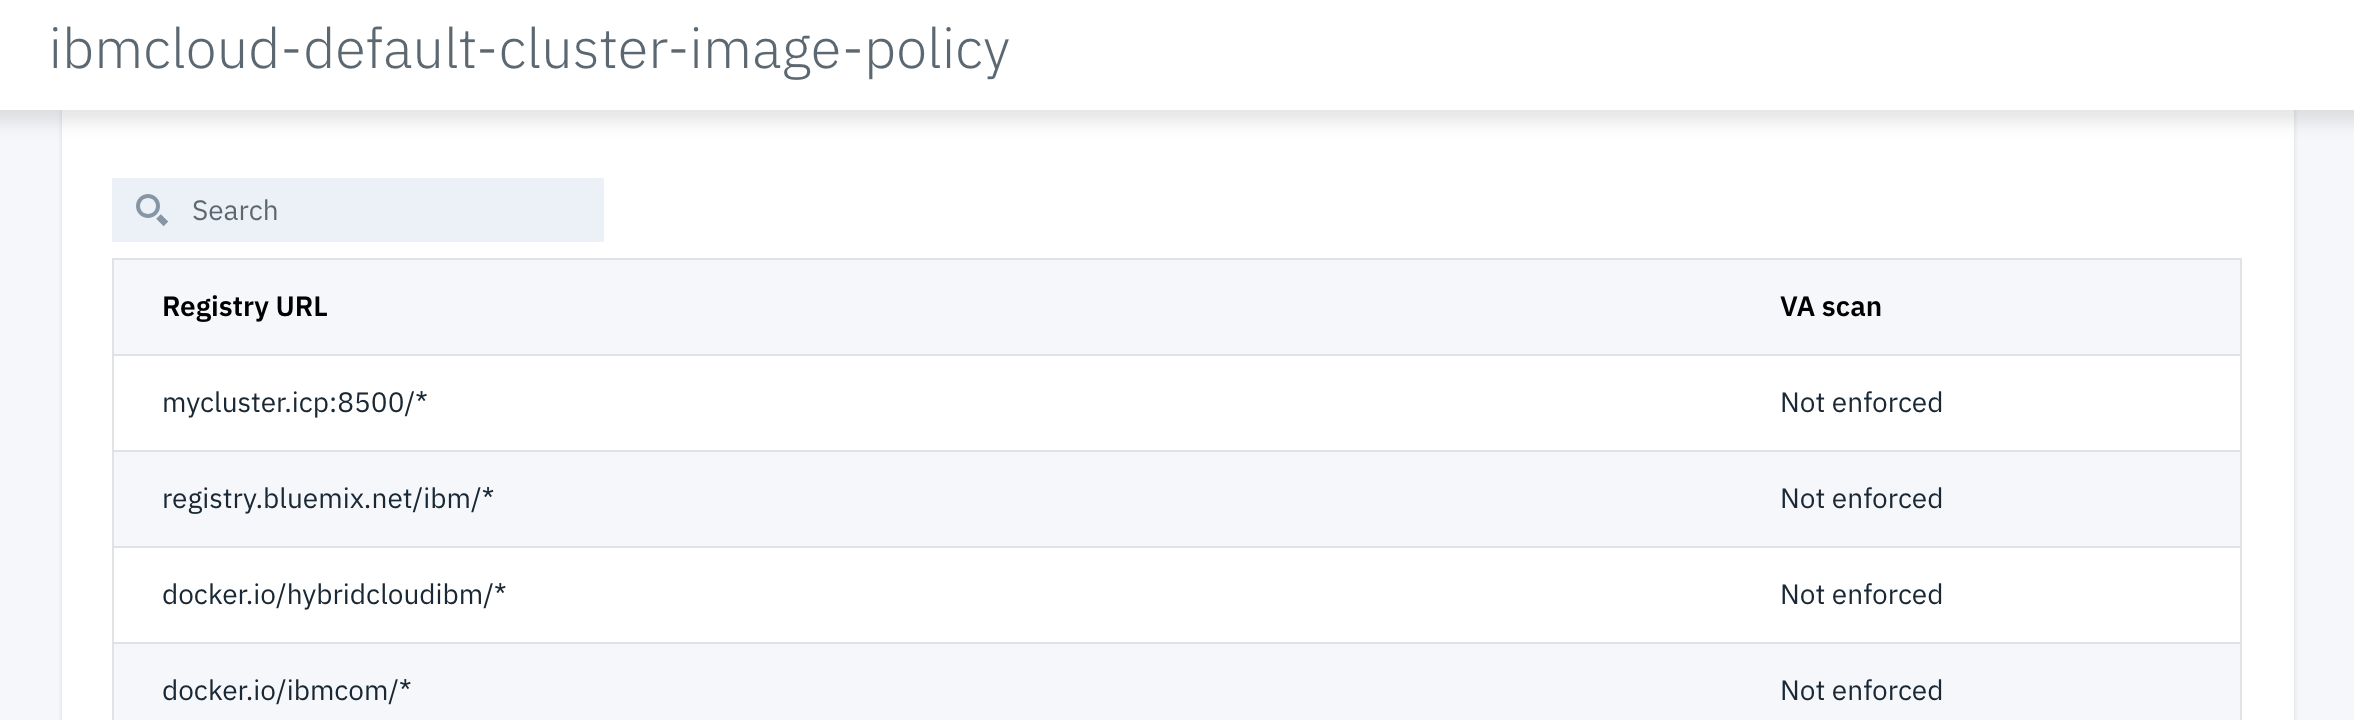 ibmcloud-default-cluster-image-policy
Search
Registry URL VA scan
mycluster.icp:8500/* Not enforced
registry.bluemix.net/ibm/* Not enforced
docker.io/hybridcloudibm/* Not enforced
docker.io/ibmcom/* Not enforced